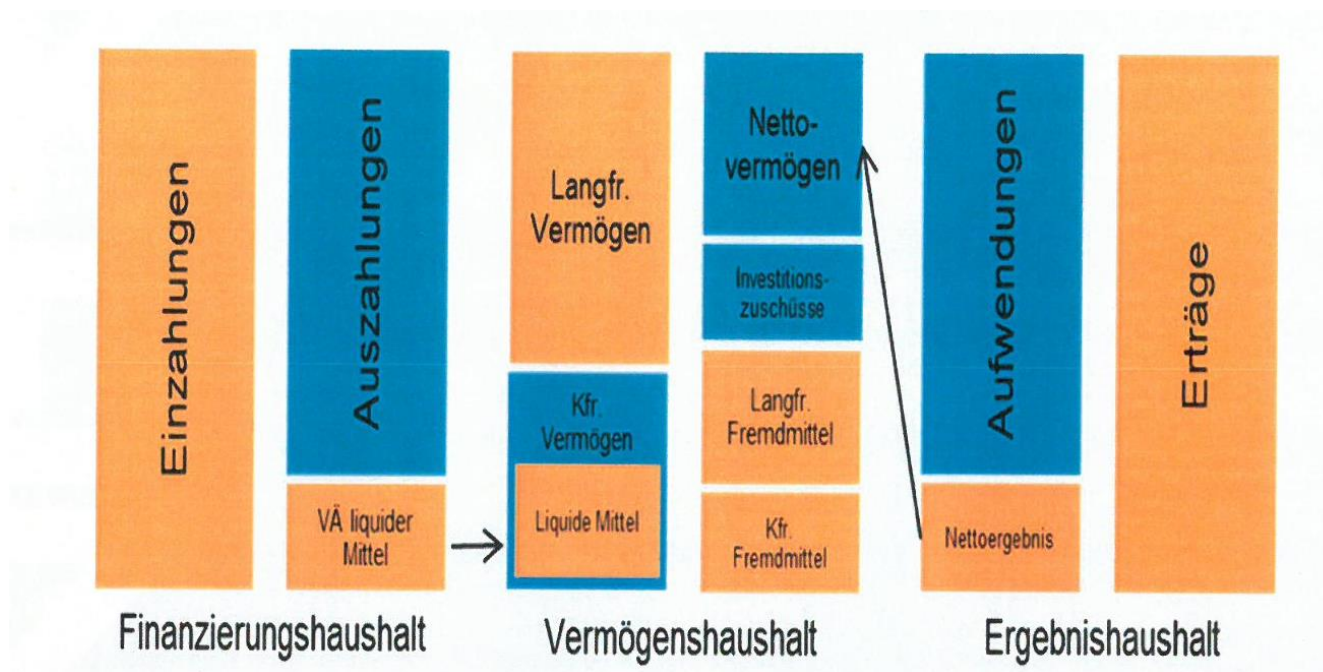 Einzahlungen
Auszahlungen
VÄ liquider
Mittel
Langfr.
Vermögen
Kfr.
Vermögen
Liquide Mittel
Netto-
vermögen
Investitions-
zuschüsse
Langfr.
Fremdmittel
Kfr.
Fremdmittel
Aufwendungen
Nettoergebnis
Erträge
Finanzierungshaushalt
Vermögenshaushalt
Ergebnishaushalt